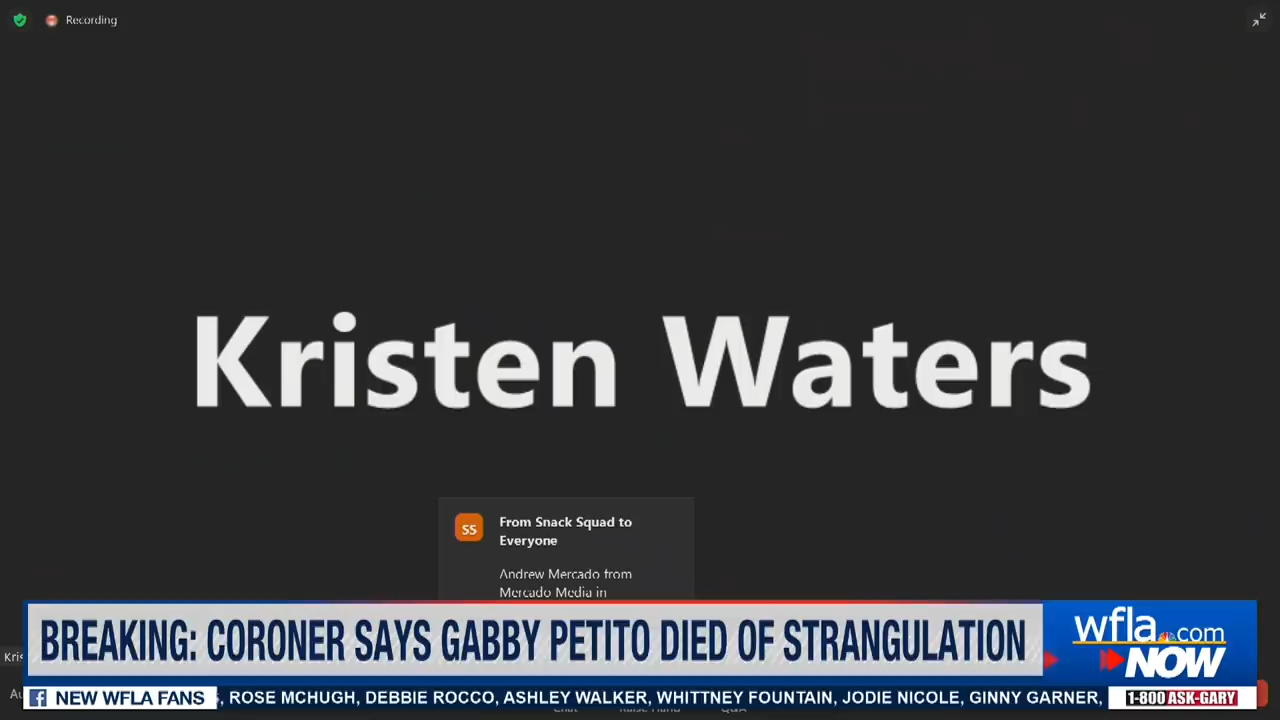 Recording
Kristen Waters
SS
From Snack Squad to
Everyone
Andrew Mercado from
Mercado Media in
BREAKING: CORONER SAYS GABBY PETITO DIED OF STRANGULATION
wfla.com
NOW
Kris
Au
NEW WFLA FANS
, ROSE MCHUGH, DEBBIE ROCCO, ASHLEY WALKER, WHITTNEY FOUNTAIN, JODIE NICOLE, GINNY GARNER,
1-800 ASK-GARY